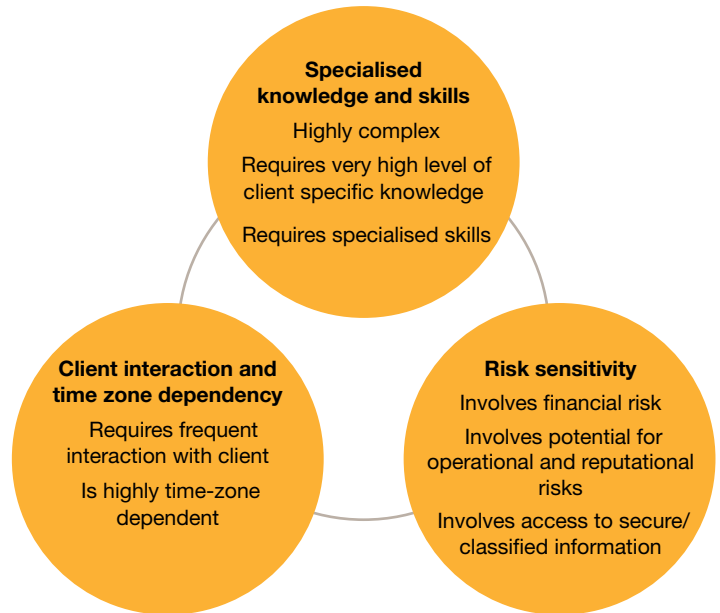 Specialised
knowledge and skills
Highly complex
Requires very high level of
client specific knowledge
Requires specialised skills
Client interaction and
time zone dependency
Requires frequent
interaction with client
Is highly time-zone
dependent
Risk sensitivity
Involves financial risk
Involves potential for
operational and reputational
risks
Involves access to secure/
classified information